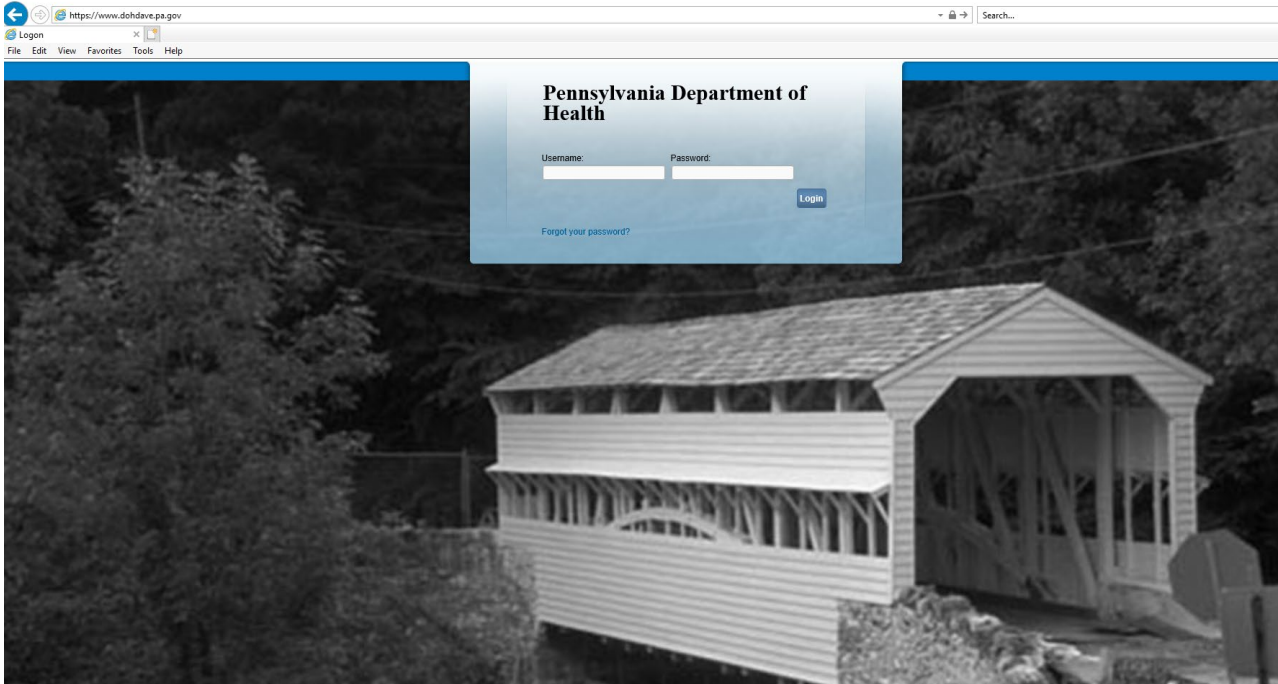 https://www.dohdave.pa.gov
Search...
Logon
File Edit View Favorites Tools Help
Pennsylvania Department of
Health
Username: Password:
Login
Forgot your password?